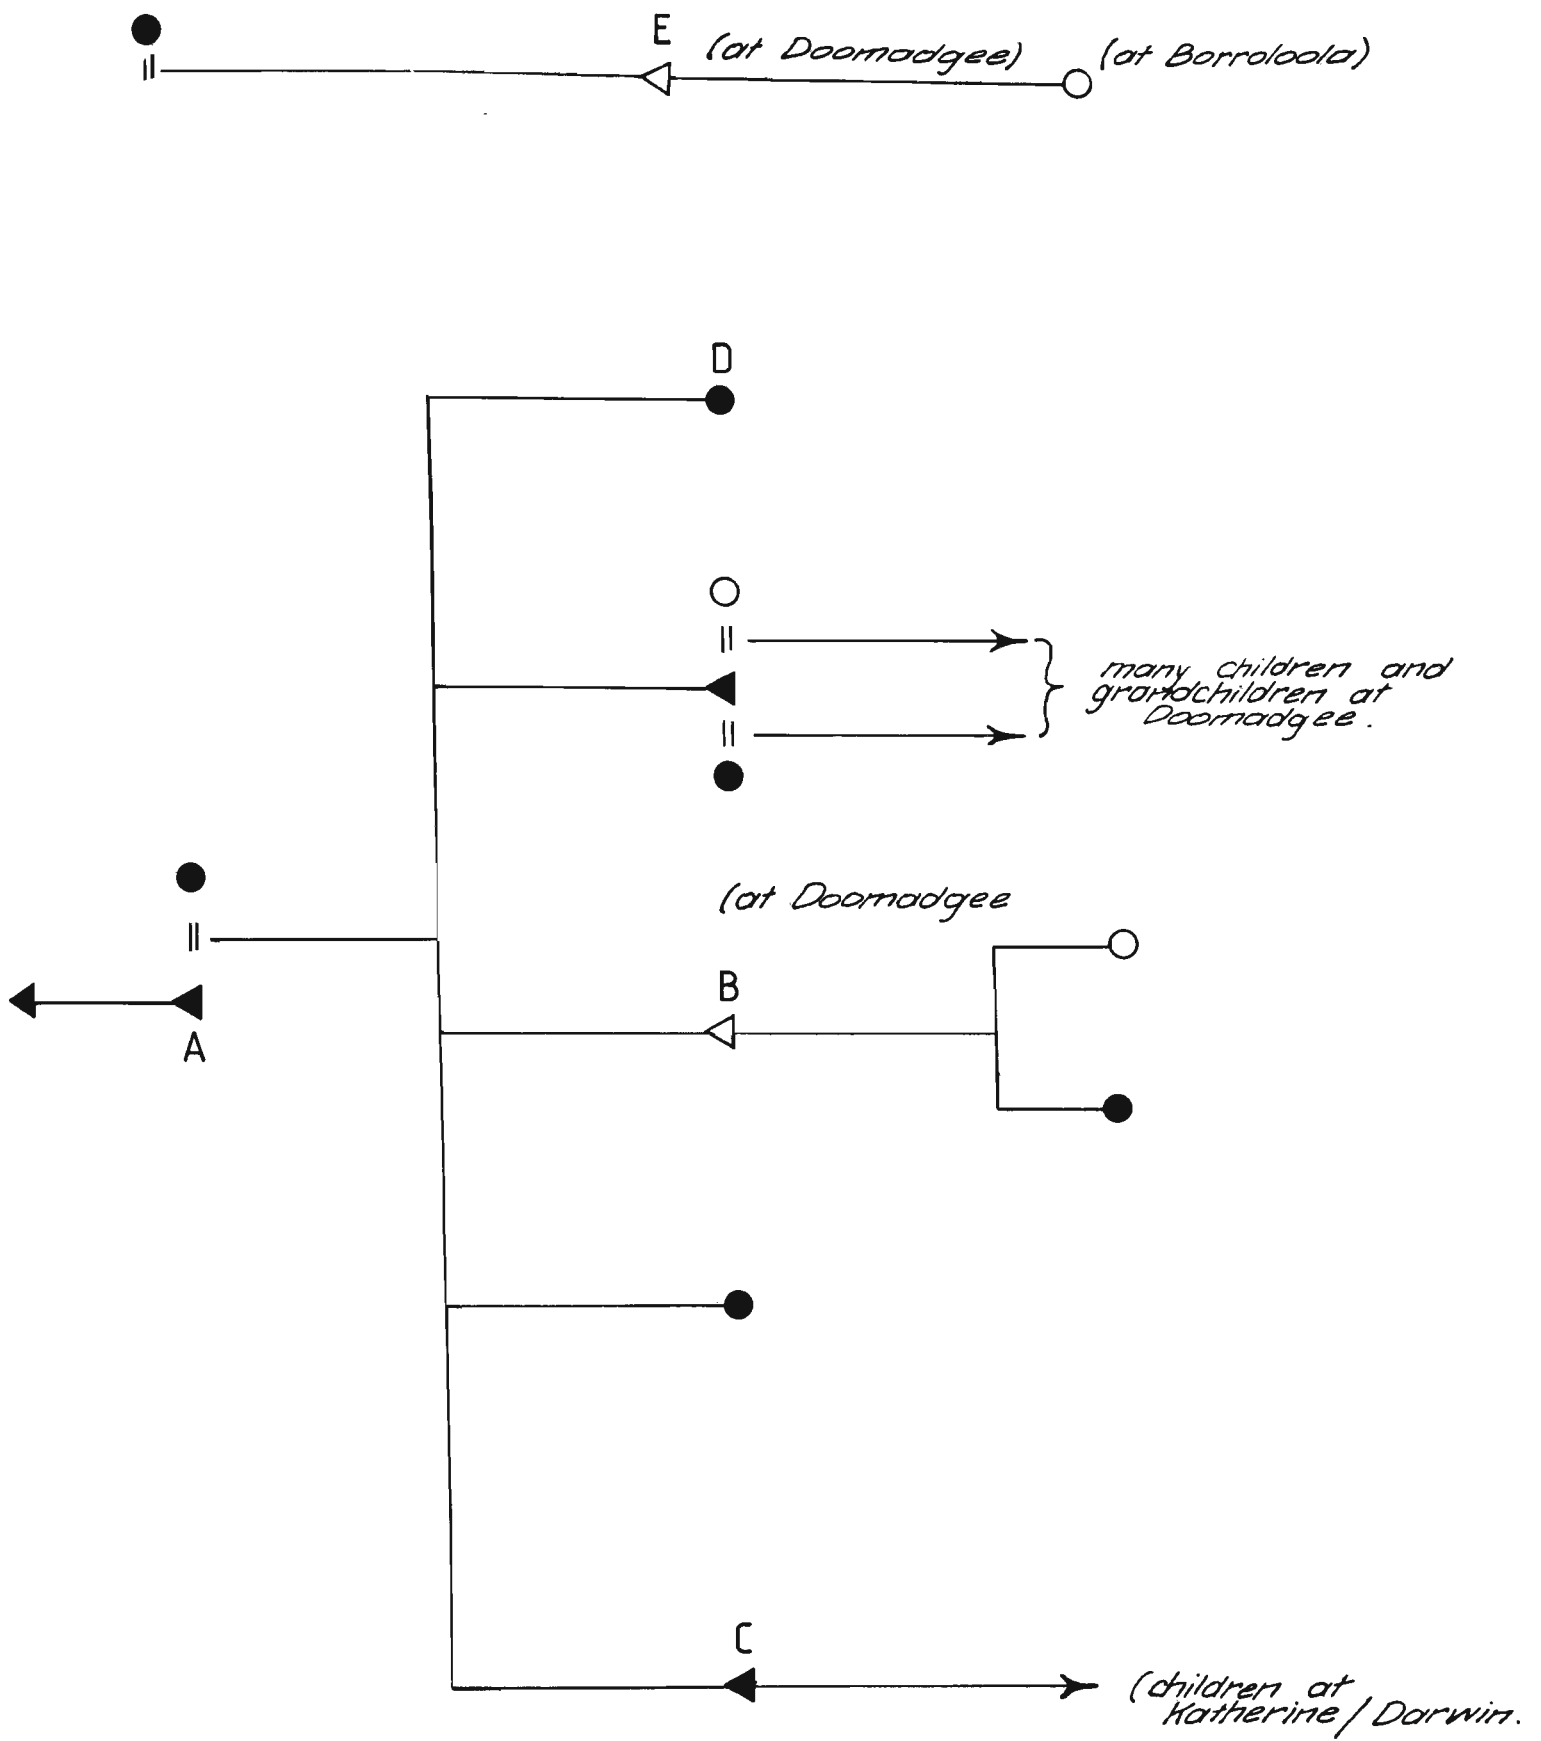 E (at Doomadgee) (at Borroloola)
D
many children and
grandchildren at
Doomadgee.
(at Doomadgee
B
A
C
(children at
Katherine/Darwin.